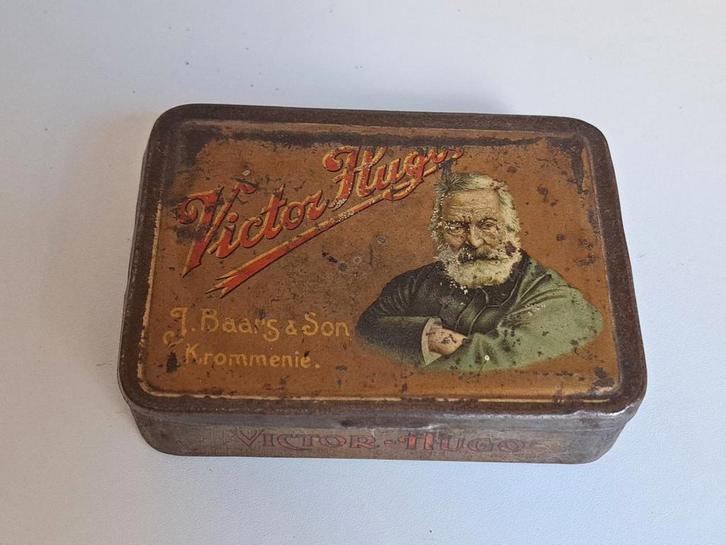 Victor Hugo
J. Baars & Son
Krommenie.
VICTOR-HUGO